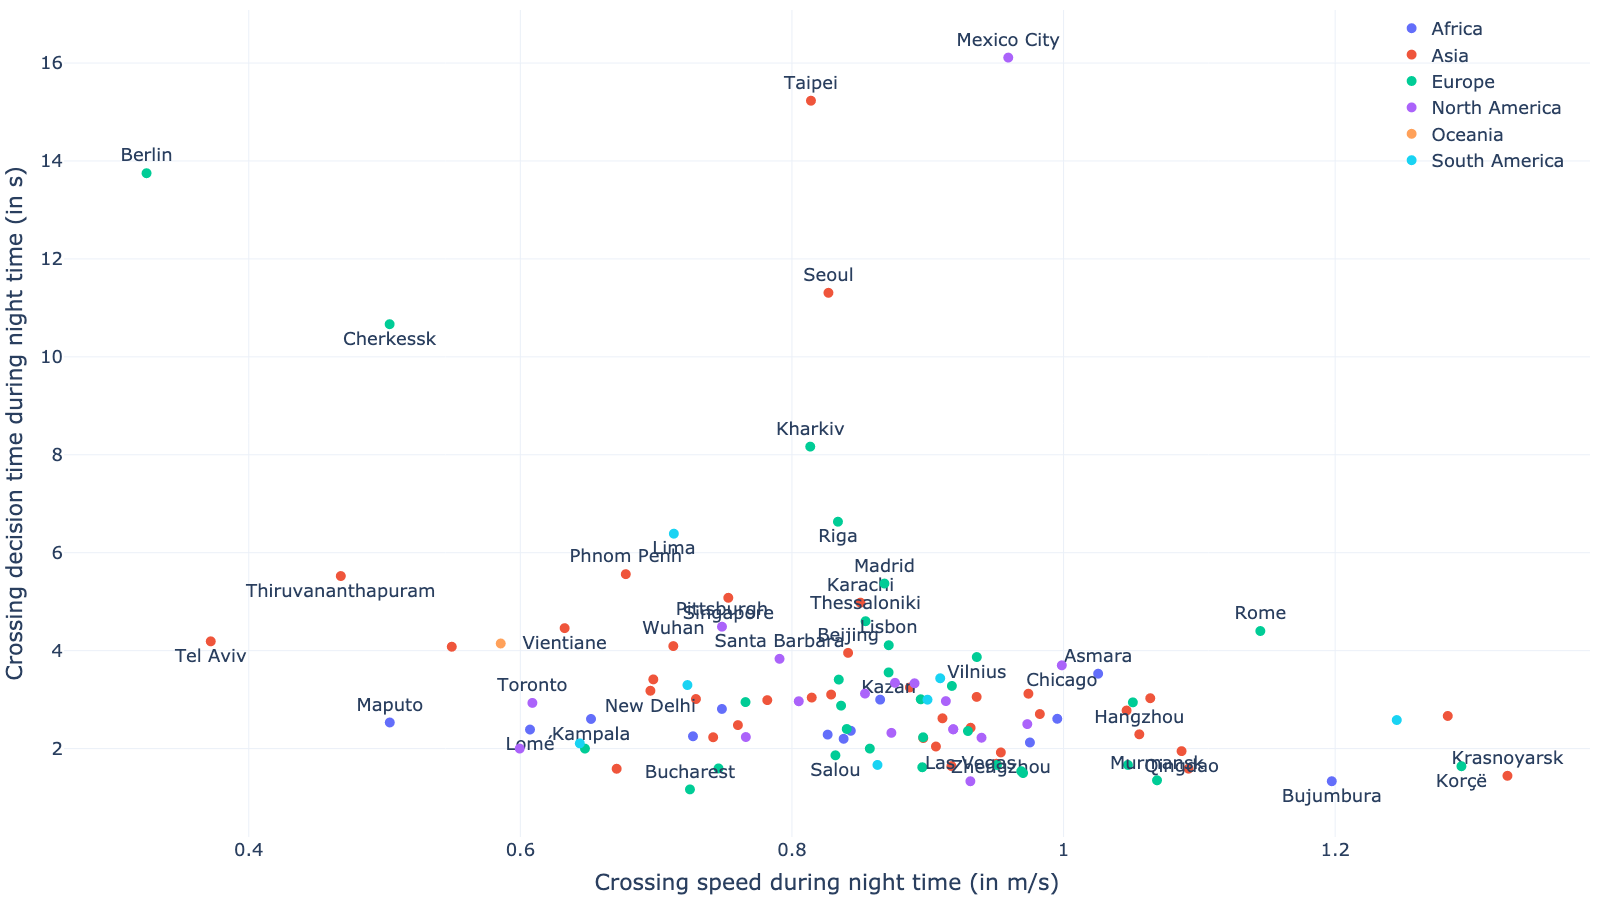 Crossing decision time during night time (in s)
16
14
12
10
8
6
4
2
Mexico City
Taipei
Berlin
Seoul
Cherkessk
Kharkiv
Riga
Lima
Phnom Penh
Madrid
Thiruvananthapuram
Karachi
Thessaloniki
Pittsburgh
Singapore
Rome
Wuhan
Lisbon
Beijing
Santa Barbara
Vientiane
Tel Aviv
Asmara
Vilnius
Chicago
Toronto
Kazan
Maputo
New Delhi
Hangzhou
Kampala
Lomé
Las Vegas
Zhengzhou
Murmansk
Qingdao
Krasnoyarsk
Salou
Bucharest
Korçë
Bujumbura
0.4
0.6
0.8
1
1.2
Crossing speed during night time (in m/s)
Africa
Asia
Europe
North America
Oceania
South America